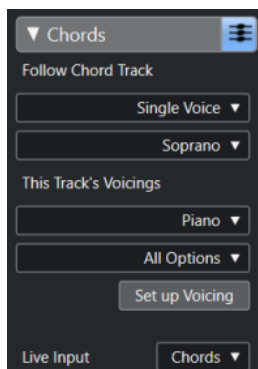 Chords
Follow Chord Track
Single Voice
Soprano
This Track's Voicings
Piano
All Options
Set up Voicing
Live Input Chords